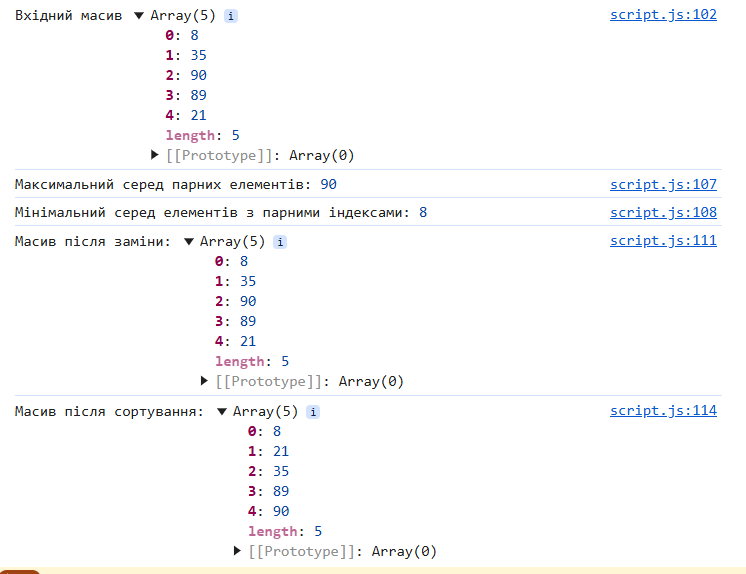 Вхідний масив ▼ Array(5) i script.js:102
0: 8
1: 35
2: 90
3: 89
4: 21
length: 5
▶ [[Prototype]]: Array(0)
Максимальний серед парних елементів: 90 script.js:107
Мінімальний серед елементів з парними індексами: 8 script.js:108
Масив після заміни: ▼ Array(5) i script.js:111
0: 8
1: 35
2: 90
3: 89
4: 21
length: 5
▶ [[Prototype]]: Array(0)
Масив після сортування: ▼ Array(5) i script.js:114
0: 8
1: 21
2: 35
3: 89
4: 90
length: 5
▶ [[Prototype]]: Array(0)